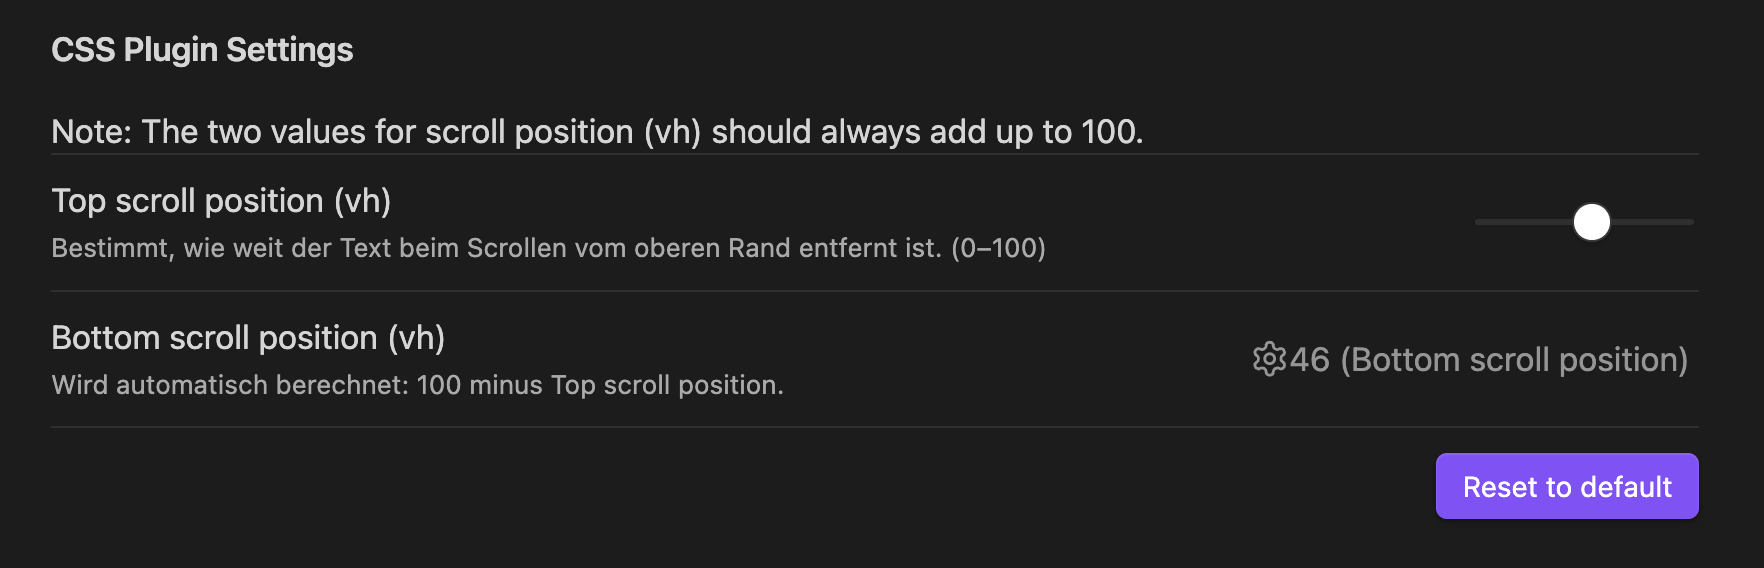 CSS Plugin Settings
Note: The two values for scroll position (vh) should always add up to 100.
Top scroll position (vh)
Bestimmt, wie weit der Text beim Scrollen vom oberen Rand entfernt ist. (0–100)
Bottom scroll position (vh)
Wird automatisch berechnet: 100 minus Top scroll position.
46 (Bottom scroll position)
Reset to default